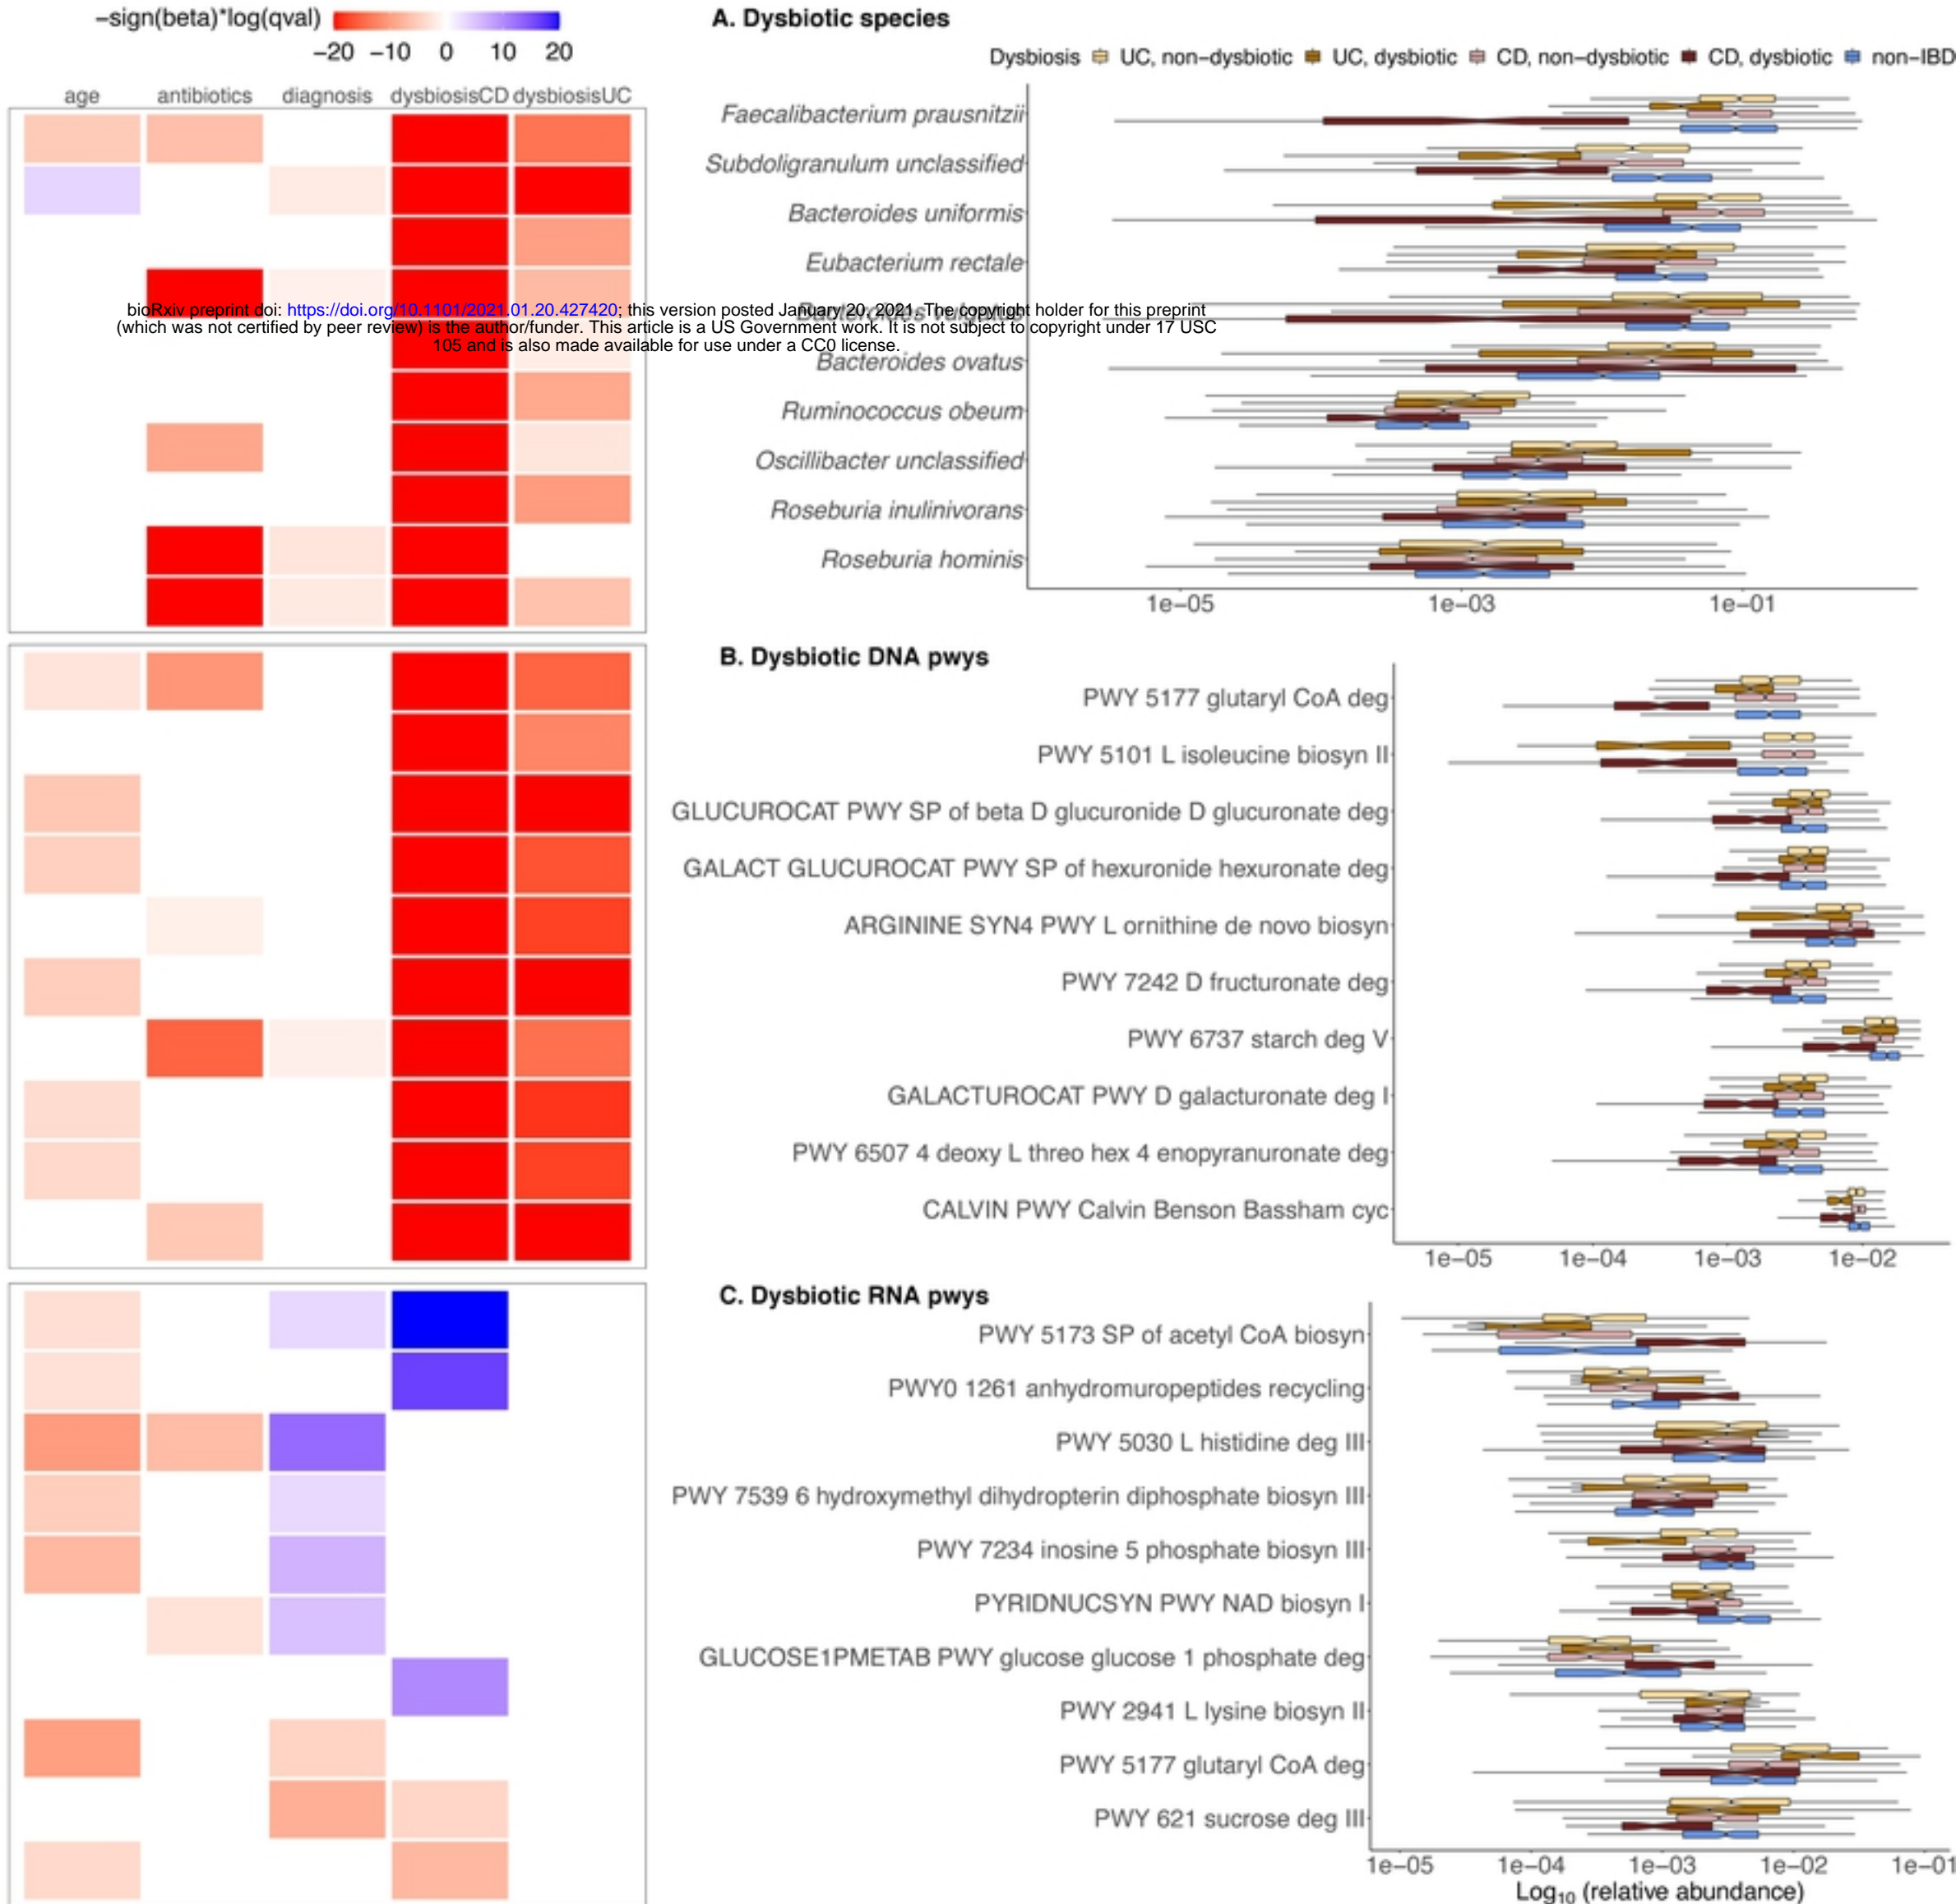 −sign(beta)*log(qval)
−20 −10 0 10 20
age antibiotics diagnosis dysbiosisCD dysbiosisUC
A. Dysbiotic species
Dysbiosis UC, non−dysbiotic UC, dysbiotic CD, non−dysbiotic CD, dysbiotic non−IBD
Faecalibacterium prausnitzii
Subdoligranulum unclassified
Bacteroides uniformis
Eubacterium rectale
bioRxiv preprint doi: https://doi.org/10.1101/2021.01.20.427420; this version posted January 20, 2021. The copyright holder for this preprint
(which was not certified by peer review) is the author/funder. This article is a US Government work. It is not subject to copyright under 17 USC
105 and is also made available for use under a CC0 license.
Bacteroides
Bacteroides ovatus
Ruminococcus obeum
Oscillibacter unclassified
Roseburia inulinivorans
Roseburia hominis
1e−05 1e−03 1e−01
B. Dysbiotic DNA pwys
PWY 5177 glutaryl CoA deg
PWY 5101 L isoleucine biosyn II
GLUCUROCAT PWY SP of beta D glucuronide D glucuronate deg
GALACT GLUCUROCAT PWY SP of hexuronide hexuronate deg
ARGININE SYN4 PWY L ornithine de novo biosyn
PWY 7242 D fructuronate deg
PWY 6737 starch deg V
GALACTUROCAT PWY D galacturonate deg I
PWY 6507 4 deoxy L threo hex 4 enopyranuronate deg
CALVIN PWY Calvin Benson Bassham cyc
1e−05 1e−04 1e−03 1e−02
C. Dysbiotic RNA pwys
PWY 5173 SP of acetyl CoA biosyn
PWY0 1261 anhydromuropeptides recycling
PWY 5030 L histidine deg III
PWY 7539 6 hydroxymethyl dihydropterin diphosphate biosyn III
PWY 7234 inosine 5 phosphate biosyn III
PYRIDNUCSYN PWY NAD biosyn I
GLUCOSE1PMETAB PWY glucose glucose 1 phosphate deg
PWY 2941 L lysine biosyn II
PWY 5177 glutaryl CoA deg
PWY 621 sucrose deg III
1e−05 1e−04 1e−03 1e−02 1e−01
Log₁₀ (relative abundance)